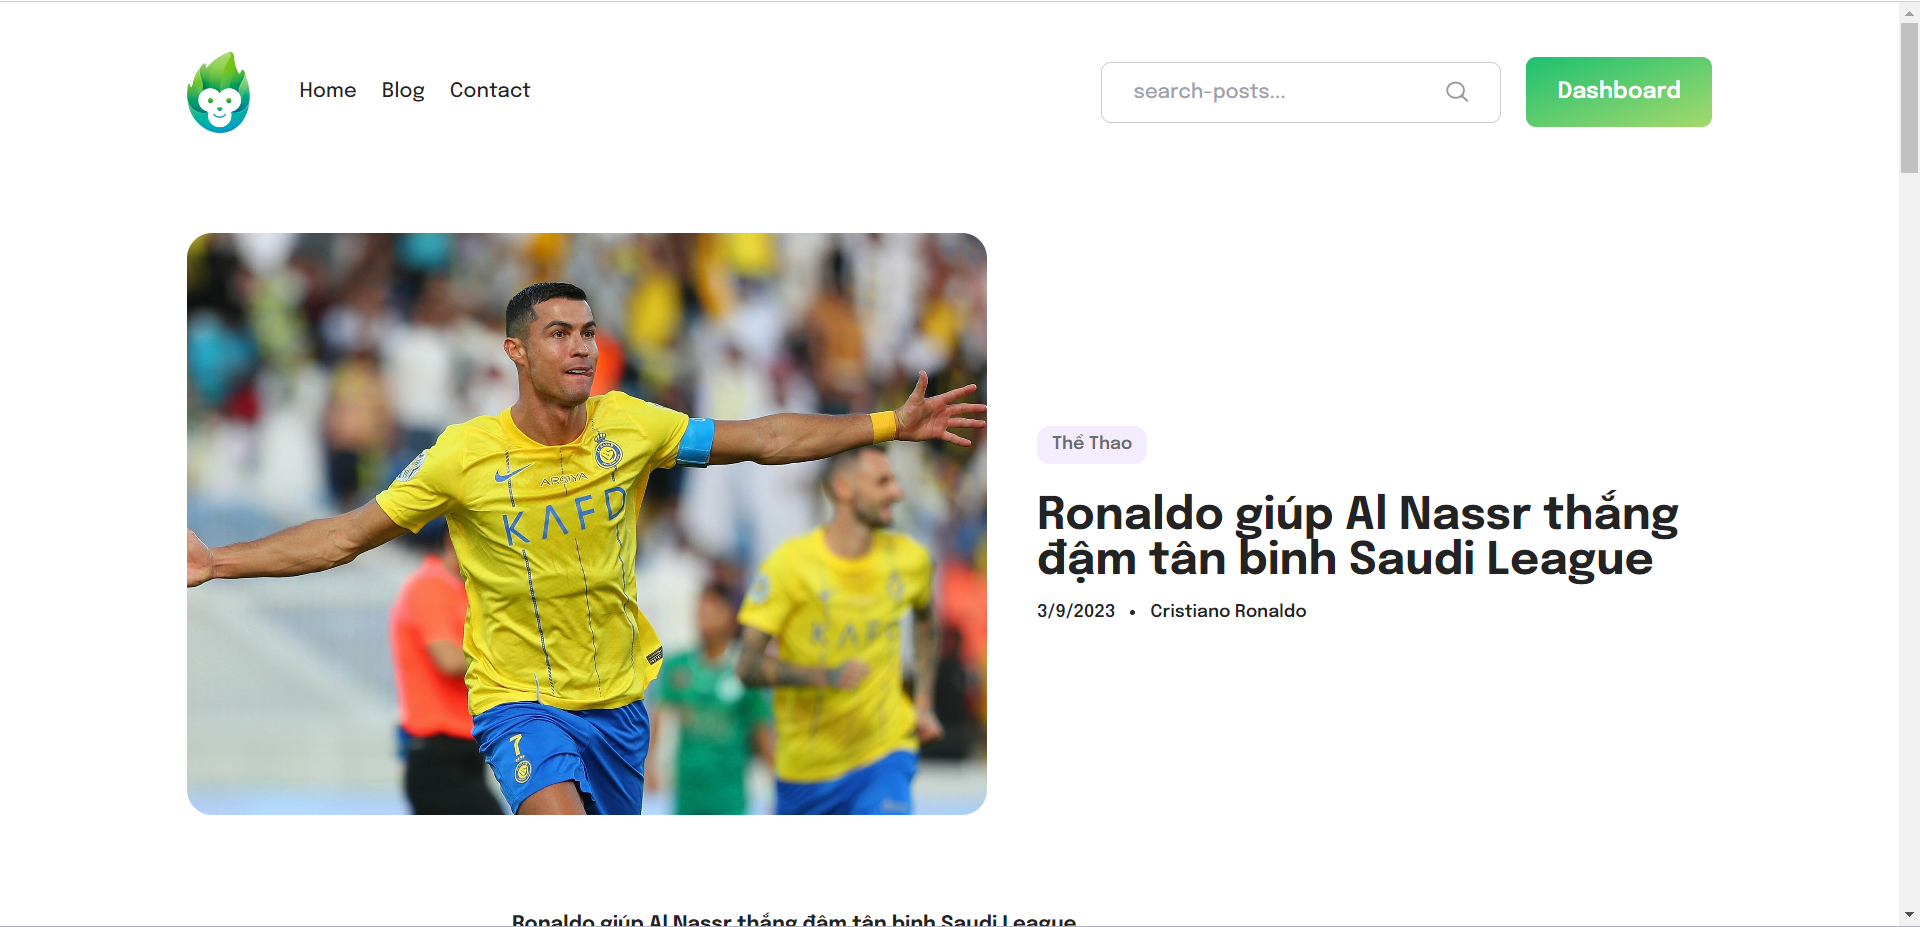 Home Blog Contact search-posts... Dashboard
AROYA
KAFD
KAFD
7
Thể Thao
Ronaldo giúp Al Nassr thắng
đậm tân binh Saudi League
3/9/2023 • Cristiano Ronaldo
Ronaldo giúp Al Nassr thắng đậm tân binh Saudi League